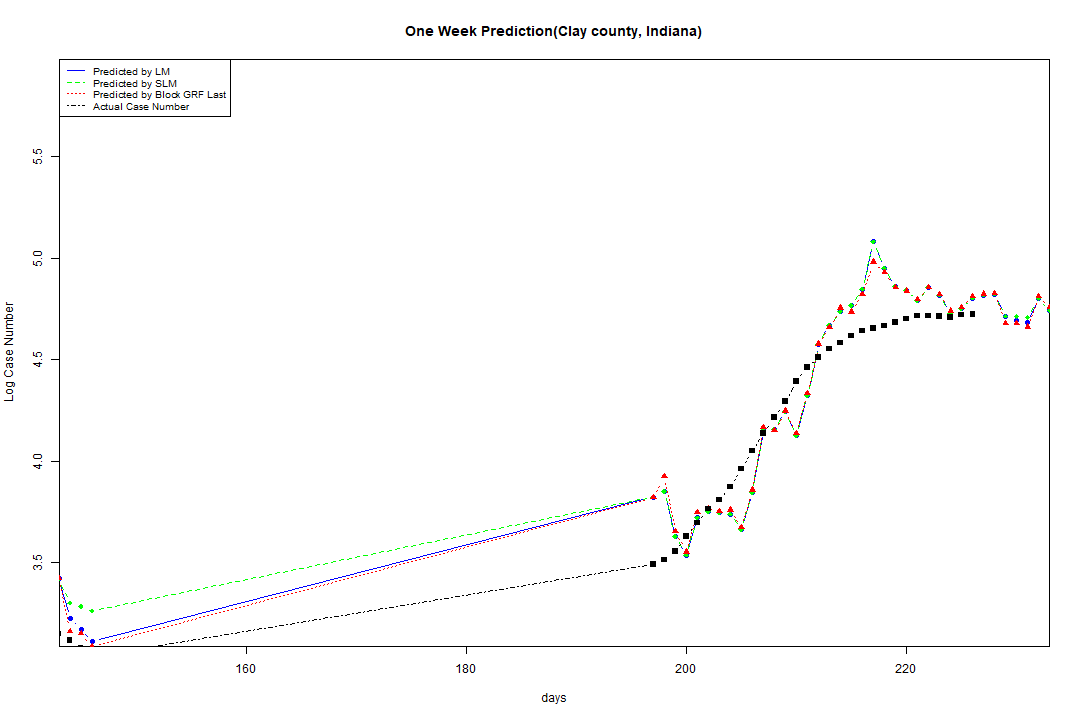 One Week Prediction(Clay county, Indiana)
Predicted by LM
Predicted by SLM
Predicted by Block GRF Last
Actual Case Number
5.5
5.0
4.5
4.0
3.5
Log Case Number
160 180 200 220
days